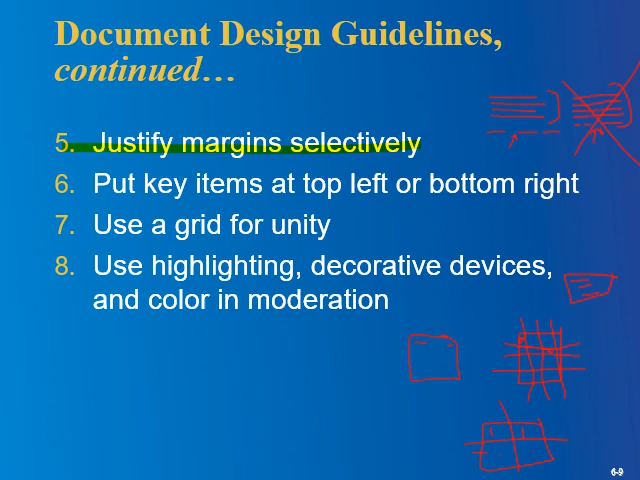 Document Design Guidelines,
continued…
5. Justify margins selectively
6. Put key items at top left or bottom right
7. Use a grid for unity
8. Use highlighting, decorative devices,
and color in moderation
6-9